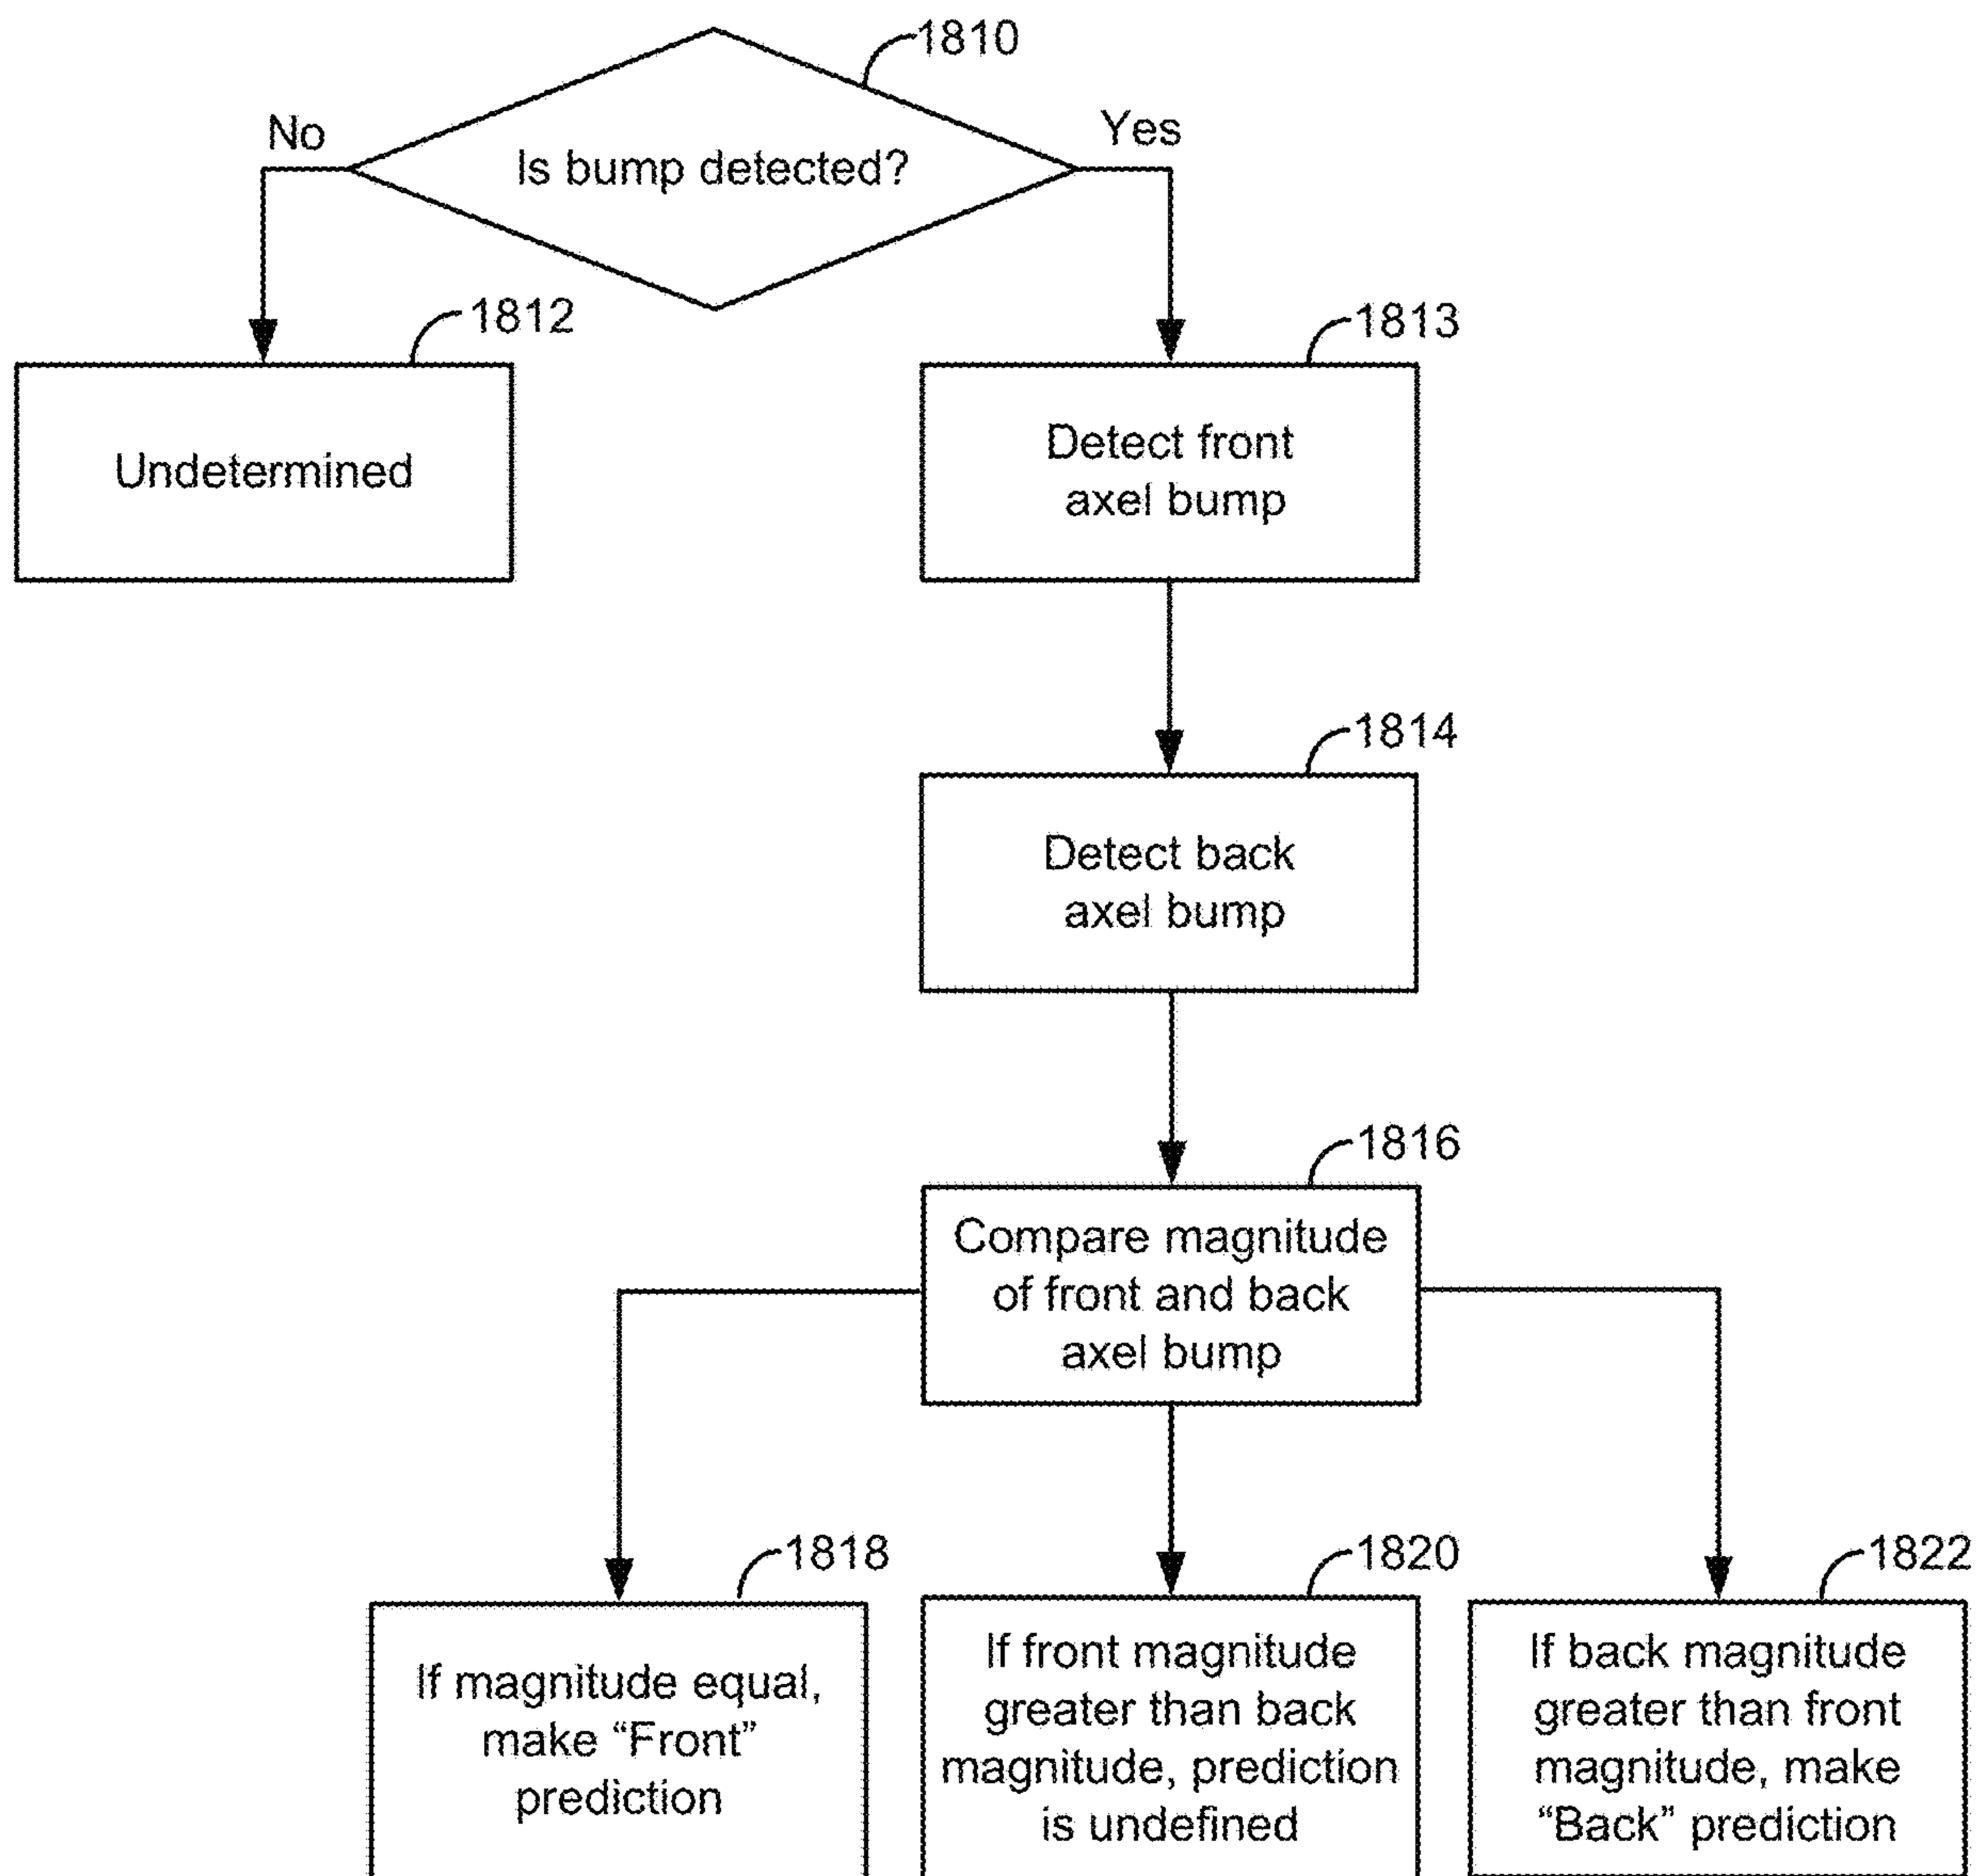 1810
No
Yes
Is bump detected?
1812
1813
Undetermined
Detect front
axel bump
1814
Detect back
axel bump
1816
Compare magnitude
of front and back
axel bump
1818
1820
1822
If magnitude equal,
make “Front”
prediction
If front magnitude
greater than back
magnitude, prediction
is undefined
If back magnitude
greater than front
magnitude, make
“Back” prediction